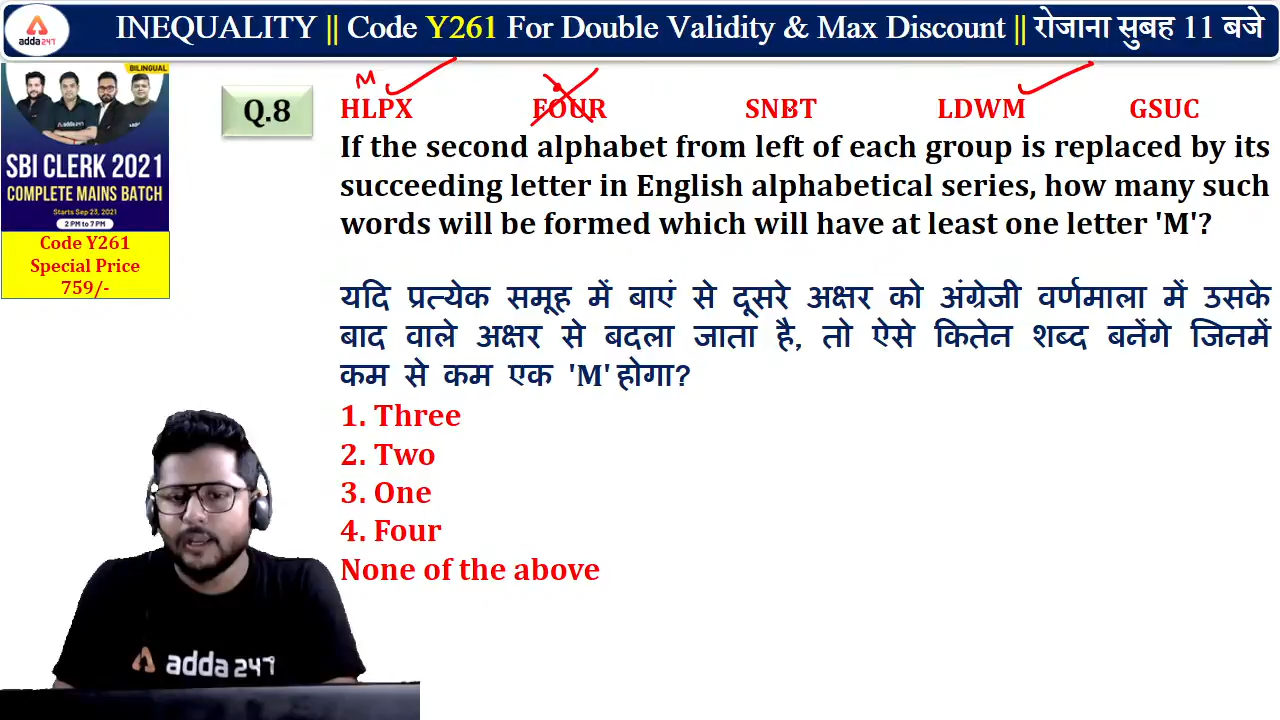 INEQUALITY || Code Y261 For Double Validity & Max Discount || रोजाना सुबह 11 बजे
adda247
BILINGUAL
SBI CLERK 2021
COMPLETE MAINS BATCH
Starts Sep 23, 2021
2 PM to 7 PM
Code Y261
Special Price
759/-
Q.8
M
HLPX FOUR SNBT LDWM GSUC
If the second alphabet from left of each group is replaced by its
succeeding letter in English alphabetical series, how many such
words will be formed which will have at least one letter 'M'?
यदि प्रत्येक समूह में बाएं से दूसरे अक्षर को अंग्रेजी वर्णमाला में उसके
बाद वाले अक्षर से बदला जाता है, तो ऐसे कितेन शब्द बनेंगे जिनमें
कम से कम एक 'M' होगा?
1. Three
2. Two
3. One
4. Four
None of the above
adda247